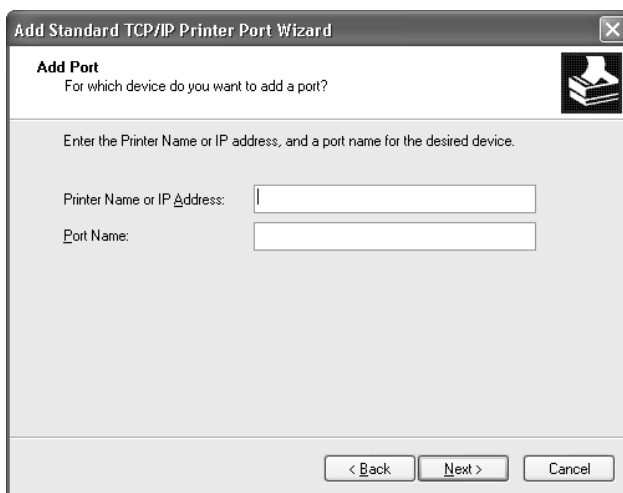 Add Standard TCP/IP Printer Port Wizard
Add Port
For which device do you want to add a port?
Enter the Printer Name or IP address, and a port name for the desired device.
Printer Name or IP Address:
Port Name:
< Back
Next >
Cancel